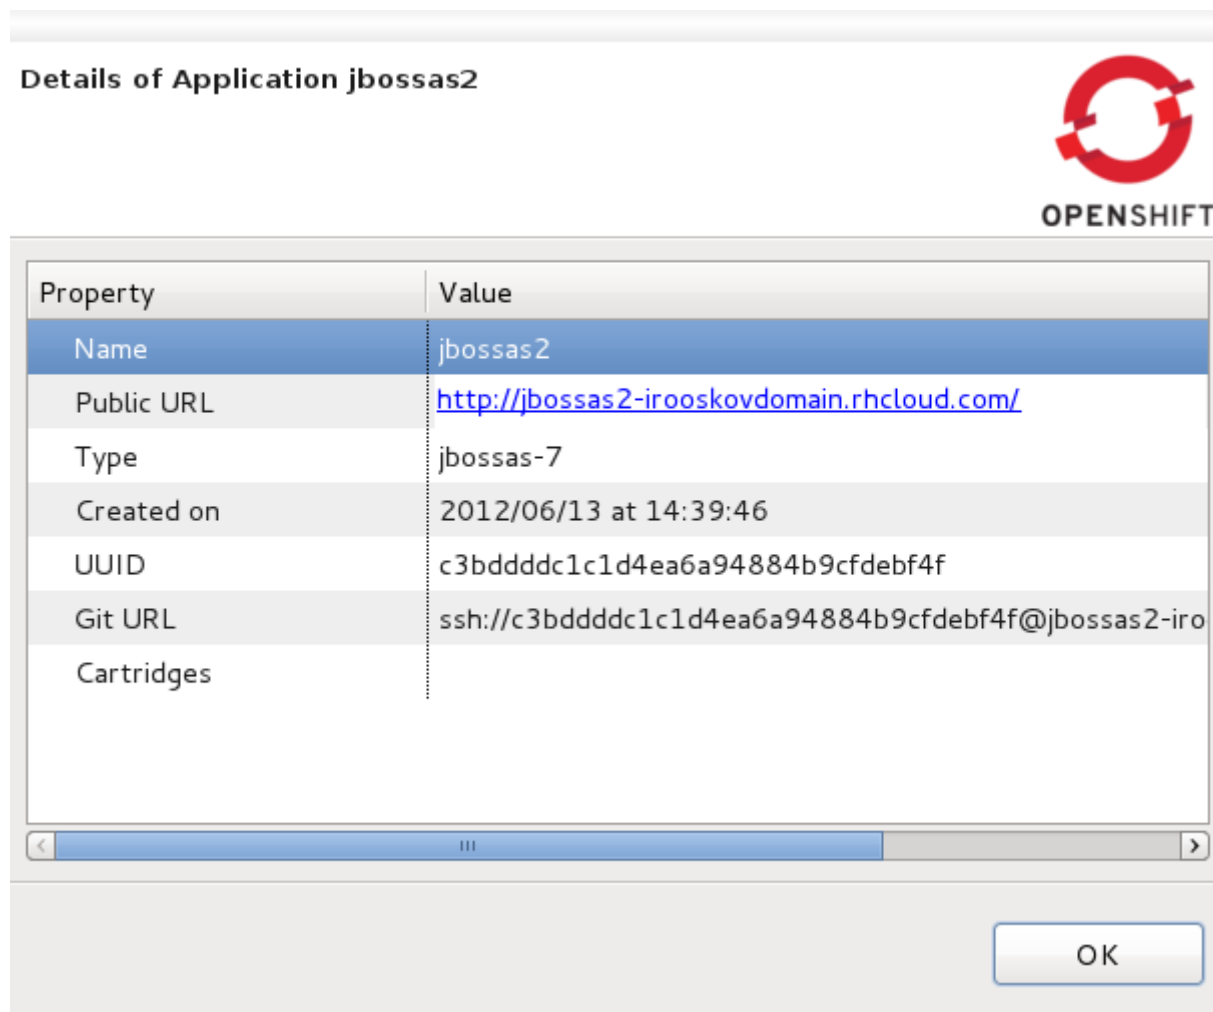 Details of Application jbossas2
OPENSHIFT
Property Value
Name jbossas2
Public URL http://jbossas2-irooskovdomain.rhcloud.com/
Type jbossas-7
Created on 2012/06/13 at 14:39:46
UUID c3bddddc1c1d4ea6a94884b9cfdebf4f
Git URL ssh://c3bddddc1c1d4ea6a94884b9cfdebf4f@jbossas2-iro
Cartridges
OK